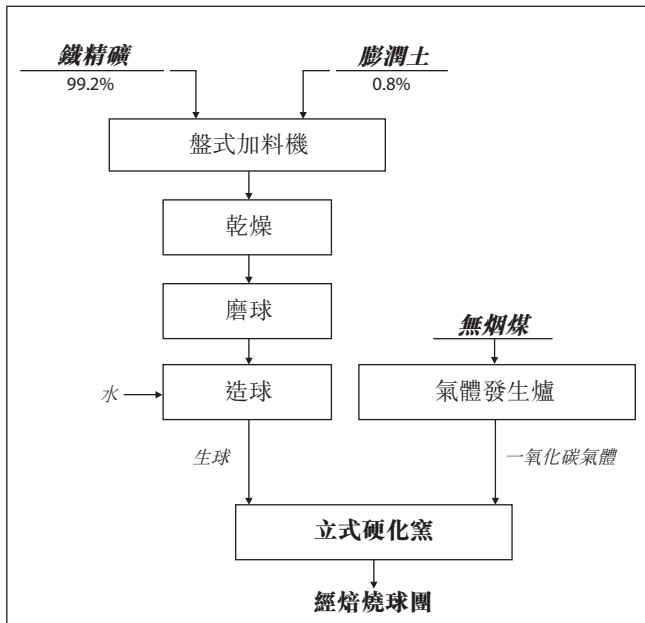 鐵精礦
膨潤土
99.2%
0.8%
盤式加料機
乾燥
磨球
無烟煤
水
造球
氣體發生爐
生球
一氧化碳氣體
立式硬化窯
經焙燒球團